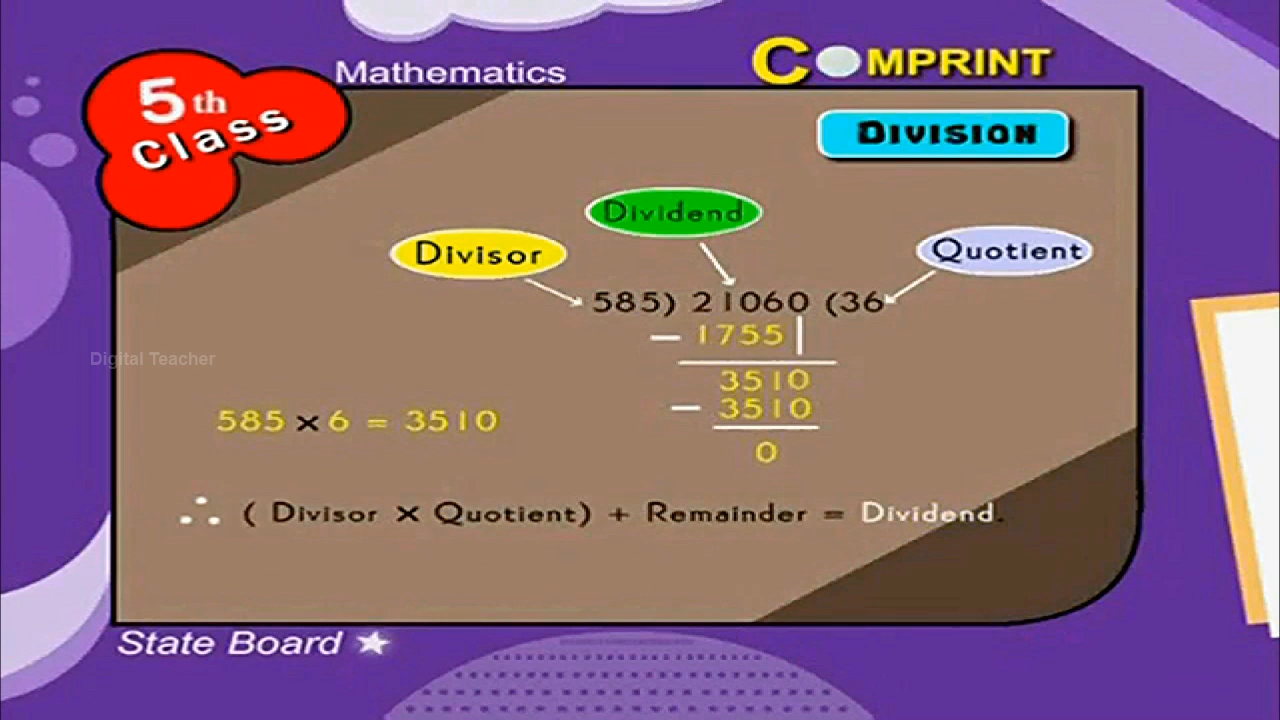 5th
Class
Mathematics
COMPRINT
DIVISION
Dividend
Divisor
Quotient
585) 21060 (36
− 1755
3510
− 3510
0
Digital Teacher
585 × 6 = 3510
∴ ( Divisor × Quotient) + Remainder = Dividend.
State Board